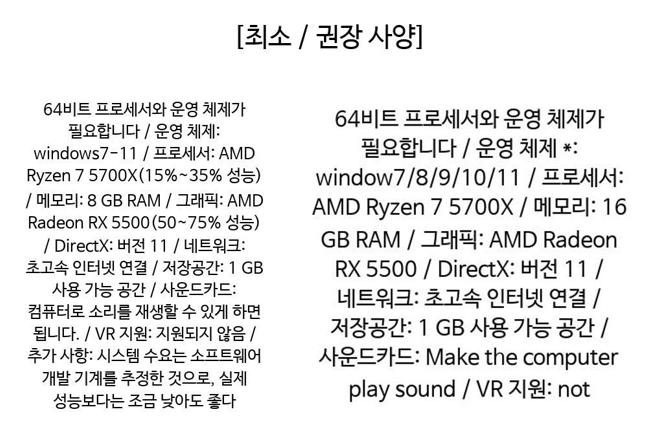 [최소 / 권장 사양]
64비트 프로세서와 운영 체제가
필요합니다 / 운영 체제:
windows7-11 / 프로세서: AMD
Ryzen 7 5700X(15%~35% 성능)
/ 메모리: 8 GB RAM / 그래픽: AMD
Radeon RX 5500(50~75% 성능)
/ DirectX: 버전 11 / 네트워크:
초고속 인터넷 연결 / 저장공간: 1 GB
사용 가능 공간 / 사운드카드:
컴퓨터로 소리를 재생할 수 있게 하면
됩니다. / VR 지원: 지원되지 않음 /
추가 사항: 시스템 수요는 소프트웨어
개발 기계를 추정한 것으로, 실제
성능보다는 조금 낮아도 좋다
64비트 프로세서와 운영 체제가
필요합니다 / 운영 체제 *:
window7/8/9/10/11 / 프로세서:
AMD Ryzen 7 5700X / 메모리: 16
GB RAM / 그래픽: AMD Radeon
RX 5500 / DirectX: 버전 11 /
네트워크: 초고속 인터넷 연결 /
저장공간: 1 GB 사용 가능 공간 /
사운드카드: Make the computer
play sound / VR 지원: not